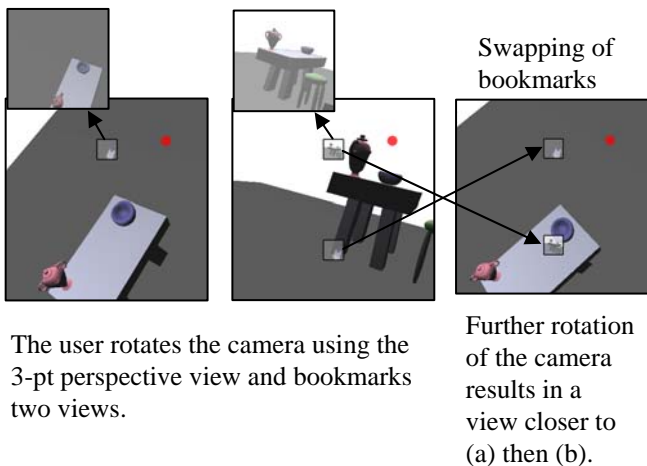 Swapping of
bookmarks
The user rotates the camera using the
3-pt perspective view and bookmarks
two views.
Further rotation
of the camera
results in a
view closer to
(a) then (b).